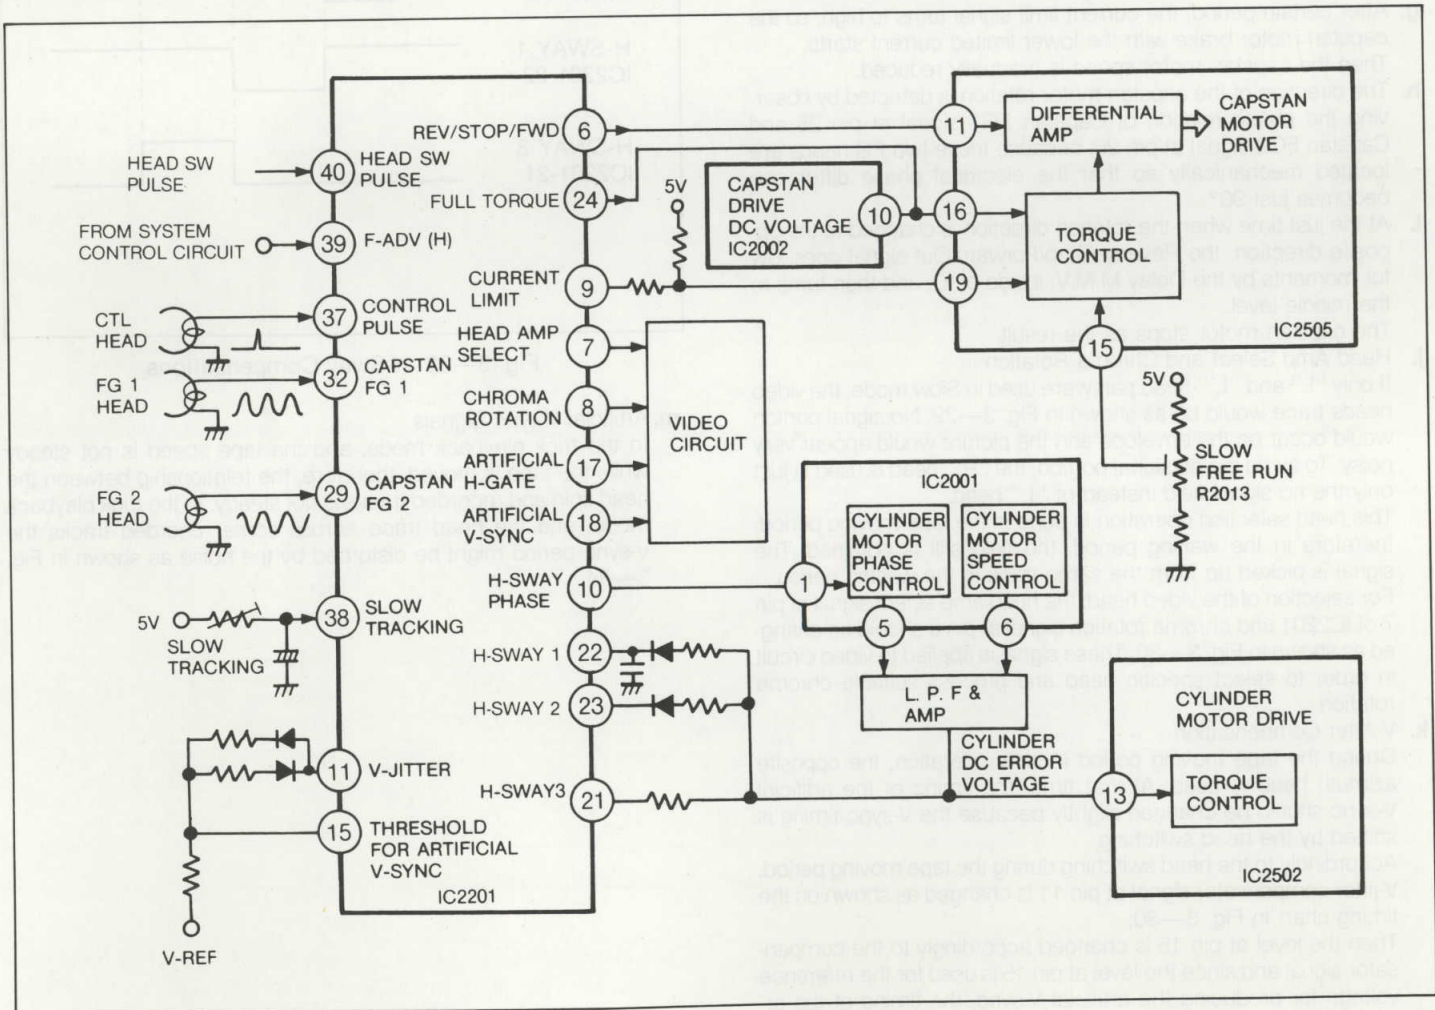 REV/STOP/FWD
6
HEAD SW
PULSE
40
HEAD SW
PULSE
FULL TORQUE
24
FROM SYSTEM
CONTROL CIRCUIT
39
F-ADV (H)
CURRENT
LIMIT
9
5V
CAPSTAN
DRIVE
DC VOLTAGE
IC2002
10
11
DIFFERENTIAL
AMP
CAPSTAN
MOTOR
DRIVE
16
TORQUE
CONTROL
19
IC2505
15
5V
SLOW
FREE RUN
R2013
CTL
HEAD
37
CONTROL
PULSE
HEAD AMP
SELECT
7
FG 1
HEAD
32
CAPSTAN
FG 1
CHROMA
ROTATION
8
VIDEO
CIRCUIT
ARTIFICIAL
H-GATE
17
FG 2
HEAD
29
CAPSTAN
FG 2
ARTIFICIAL
V-SYNC
18
IC2001
CYLINDER
MOTOR
PHASE
CONTROL
CYLINDER
MOTOR
SPEED
CONTROL
H-SWAY
PHASE
10
1
5
6
5V
SLOW
TRACKING
38
SLOW
TRACKING
H-SWAY 1
22
H-SWAY 2
23
L. P. F &
AMP
CYLINDER
DC ERROR
VOLTAGE
CYLINDER
MOTOR DRIVE
11
V-JITTER
H-SWAY3
21
13
TORQUE
CONTROL
15
THRESHOLD
FOR ARTIFICIAL
V-SYNC
IC2201
IC2502
V-REF